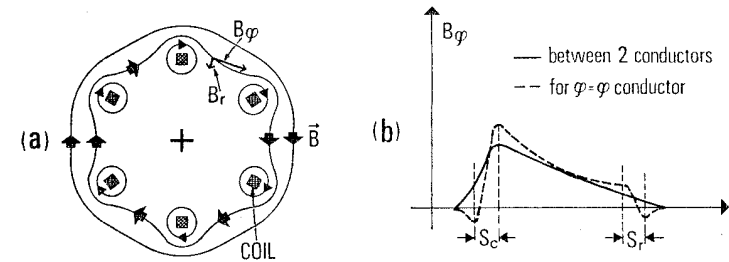 (a)
Bφ
Br
B⃗
COIL
(b)
Bφ
between 2 conductors
for φ=φ conductor
Sc
Sr